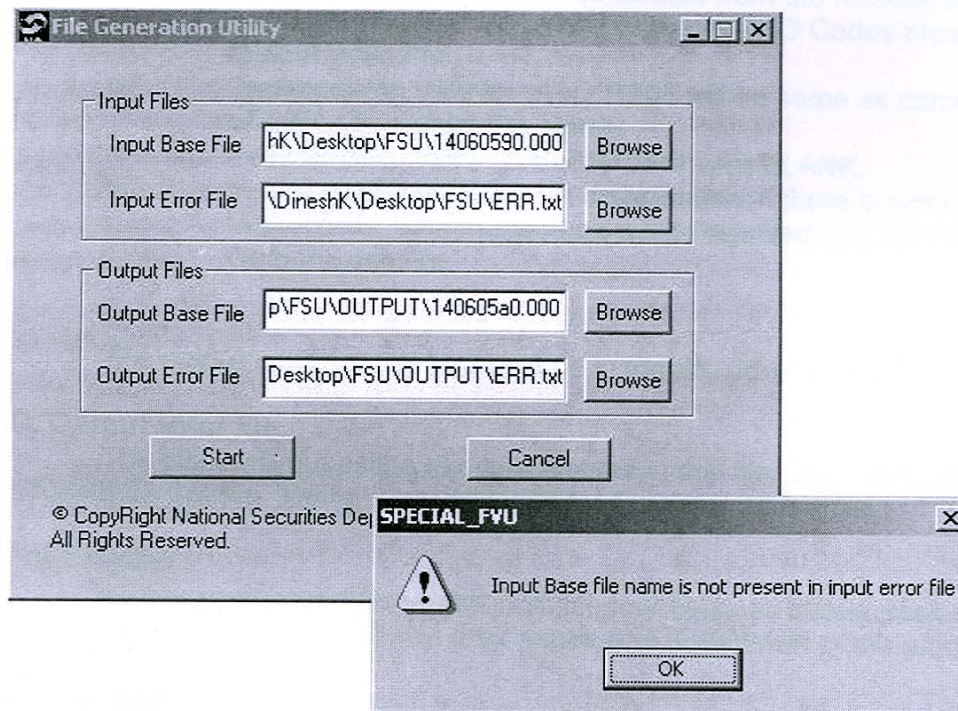 File Generation Utility
Input Files
Input Base File hK\Desktop\FSU\14060590.000 Browse
Input Error File \DineshK\Desktop\FSU\ERR.txt Browse
Output Files
Output Base File p\FSU\OUTPUT\140605a0.000 Browse
Output Error File Desktop\FSU\OUTPUT\ERR.txt Browse
Start Cancel
© CopyRight National Securities De
All Rights Reserved.
SPECIAL_FVU
Input Base file name is not present in input error file
OK